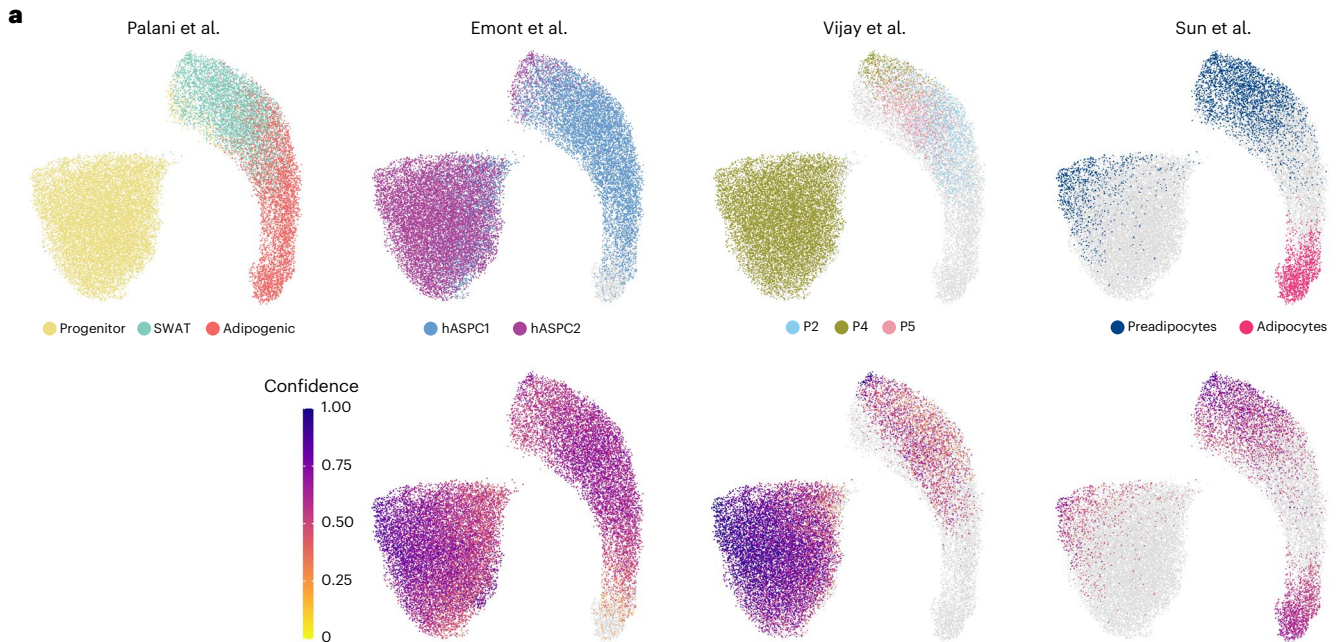 a
Palani et al.
Emont et al.
Vijay et al.
Sun et al.
Progenitor SWAT Adipogenic
hASPC1 hASPC2
P2 P4 P5
Preadipocytes Adipocytes
Confidence
1.00
0.75
0.50
0.25
0